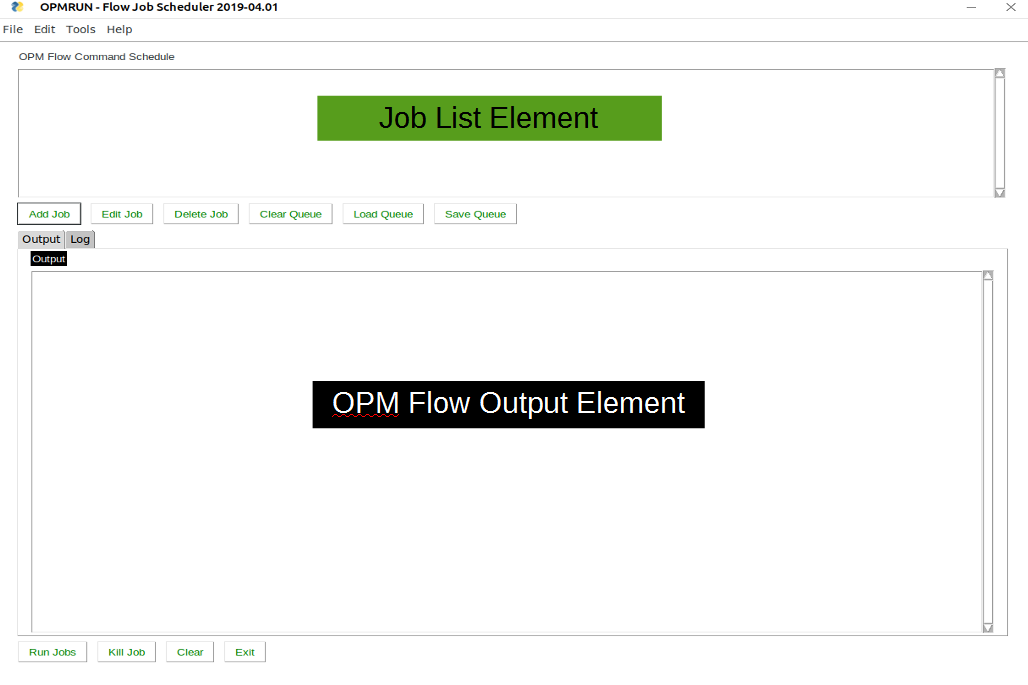 OPMRUN - Flow Job Scheduler 2019-04.01
File Edit Tools Help
OPM Flow Command Schedule
Job List Element
Add Job Edit Job Delete Job Clear Queue Load Queue Save Queue
Output Log
Output
OPM Flow Output Element
Run Jobs Kill Job Clear Exit